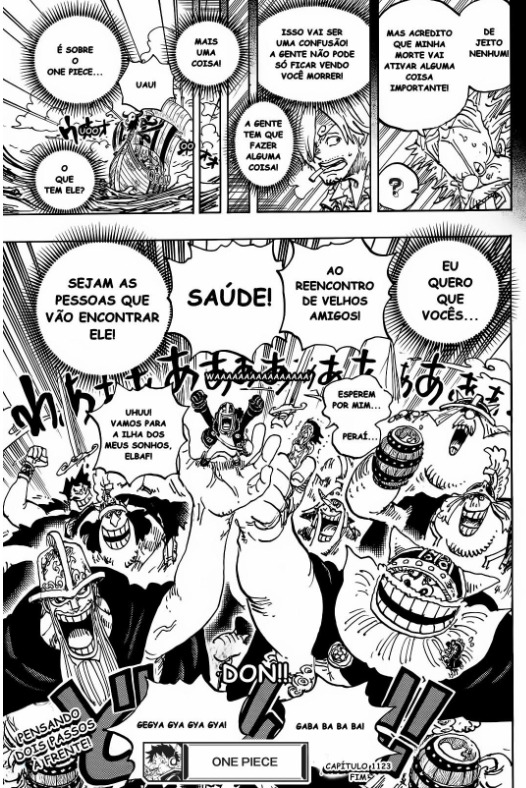 DE
JEITO
NENHUM!
MAS ACREDITO
QUE MINHA
MORTE VAI
ATIVAR ALGUMA
COISA
IMPORTANTE!
?
ISSO VAI SER
UMA CONFUSÃO!
A GENTE NÃO PODE
SÓ FICAR VENDO
VOCÊ MORRER!
A GENTE
TEM QUE
FAZER
ALGUMA
COISA!
MAIS
UMA
COISA!
UAU!
É SOBRE
O
ONE PIECE...
O
QUE
TEM ELE?
EU
QUERO
QUE
VOCÊS...
AO
REENCONTRO
DE VELHOS
AMIGOS!
SAÚDE!
SEJAM AS
PESSOAS QUE
VÃO ENCONTRAR
ELE!
ESPEREM
POR MIM...
PERAÍ...
UHUU!
VAMOS PARA
A ILHA DOS
MEUS SONHOS,
ELBAF!
DON!!
ド
ン
!!
GABA BA BA BA!
GEGYA GYA GYA GYA!
PENSANDO
DOIS PASSOS
A FRENTE!
ONE PIECE
CAPÍTULO 1123
FIM